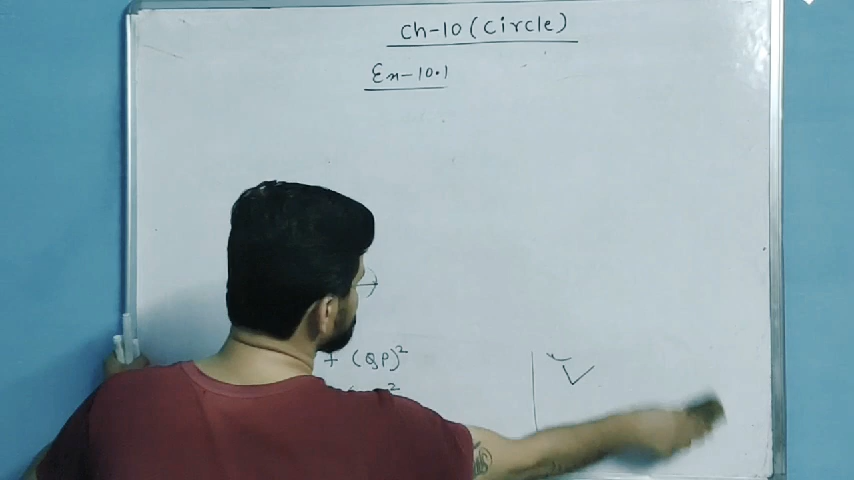 Ch-10 (Circle)
Ex-10.1
+ (QP)²